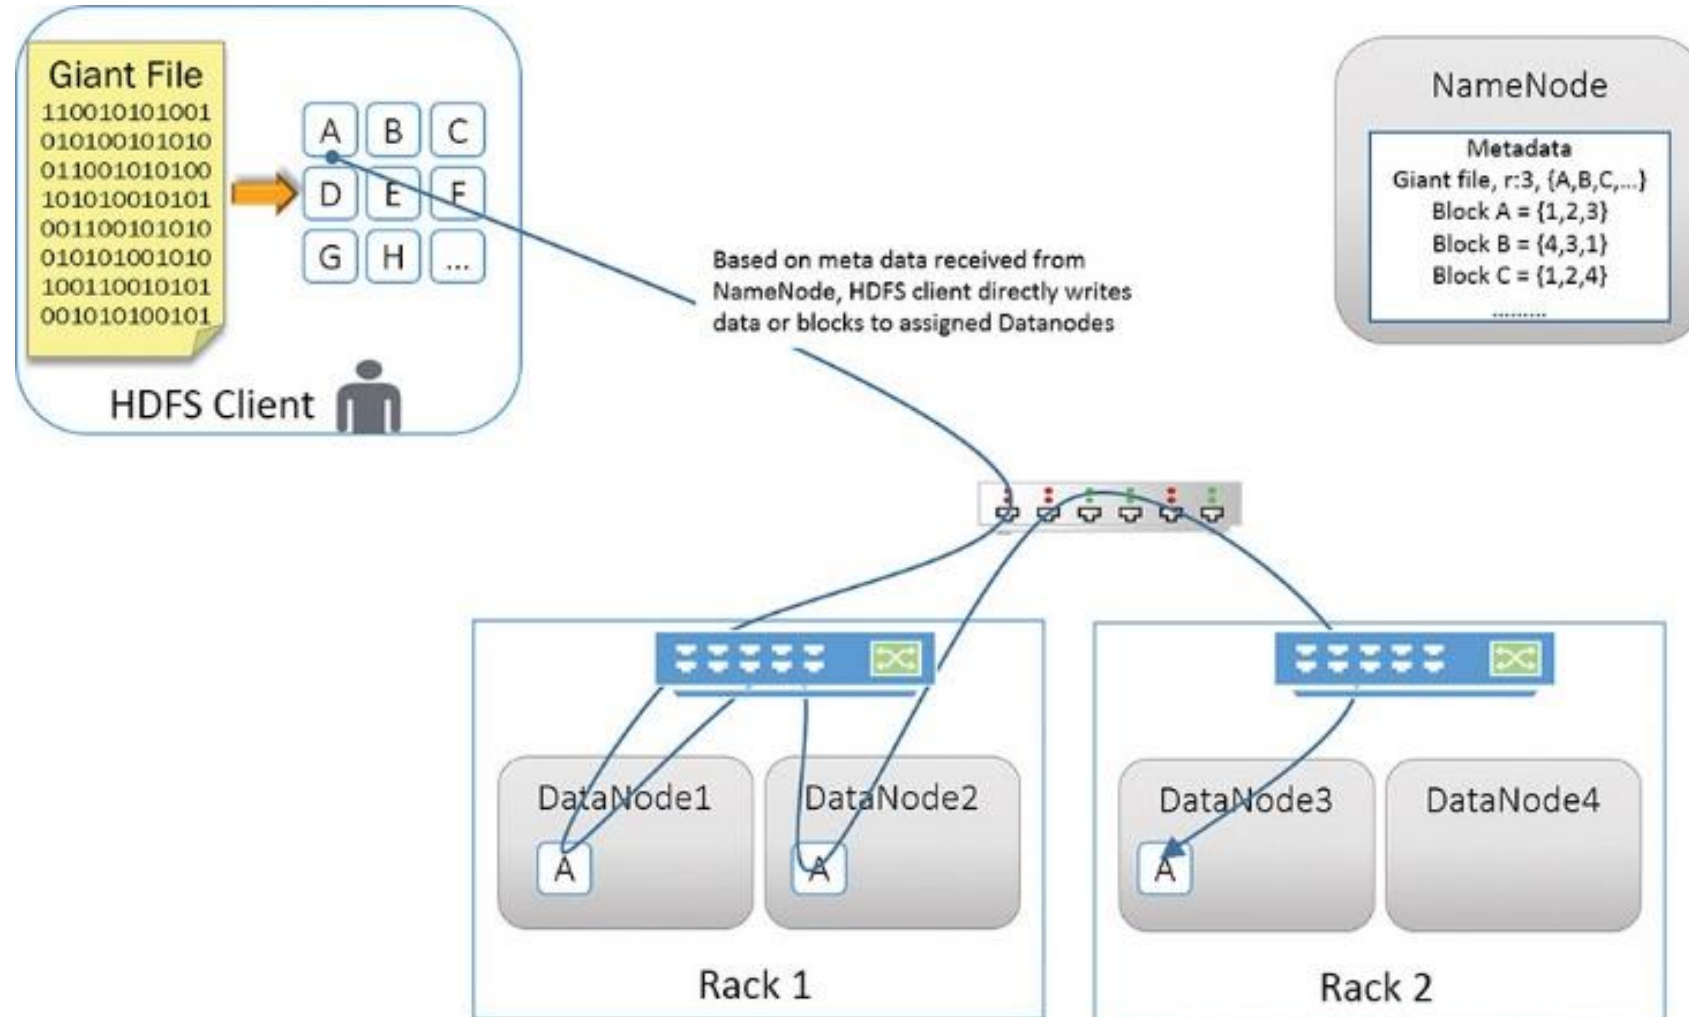 Giant File
110010101001
010100101010
011001010100
101010010101
001100101010
010101001010
100110010101
001010100101
A B C
D E F
G H ...
HDFS Client
NameNode
Metadata
Giant file, r:3, {A,B,C,...}
Block A = {1,2,3}
Block B = {4,3,1}
Block C = {1,2,4}
.........
Based on meta data received from
NameNode, HDFS client directly writes
data or blocks to assigned Datanodes
DataNode1
A
DataNode2
A
Rack 1
DataNode3
A
DataNode4
Rack 2